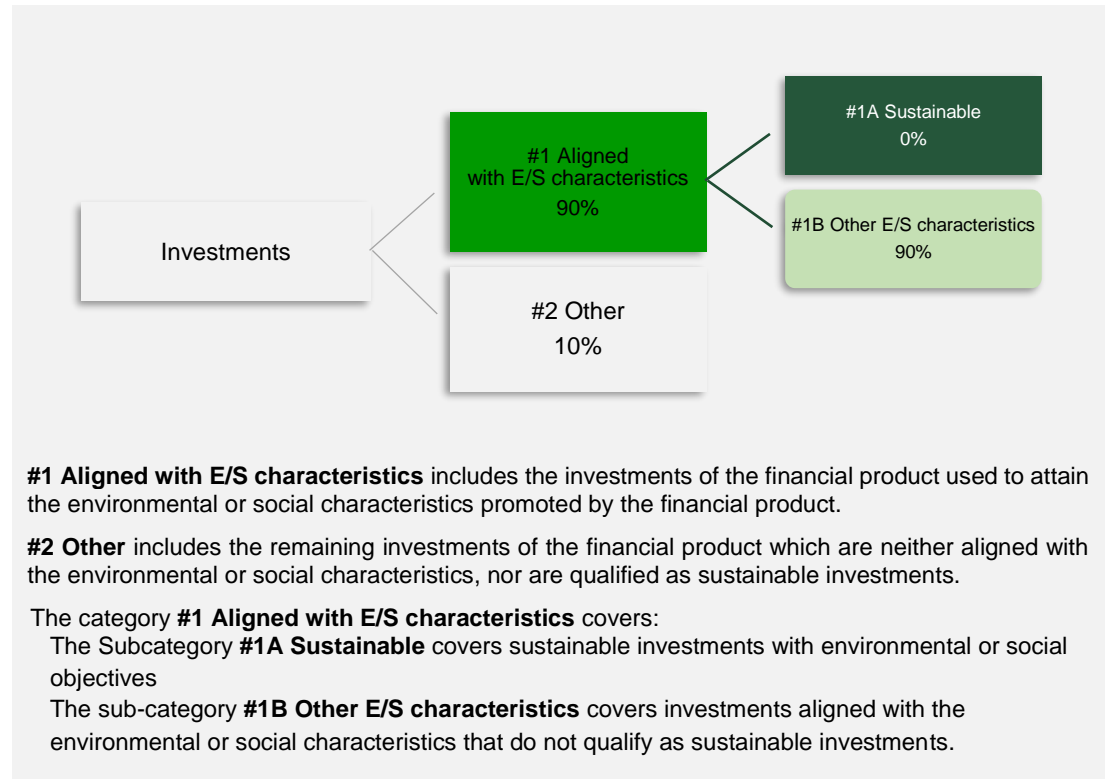 #1A Sustainable
0%
#1 Aligned
with E/S characteristics
90%
#1B Other E/S characteristics
90%
Investments
#2 Other
10%
#1 Aligned with E/S characteristics includes the investments of the financial product used to attain
the environmental or social characteristics promoted by the financial product.
#2 Other includes the remaining investments of the financial product which are neither aligned with
the environmental or social characteristics, nor are qualified as sustainable investments.
The category #1 Aligned with E/S characteristics covers:
The Subcategory #1A Sustainable covers sustainable investments with environmental or social
objectives
The sub-category #1B Other E/S characteristics covers investments aligned with the
environmental or social characteristics that do not qualify as sustainable investments.